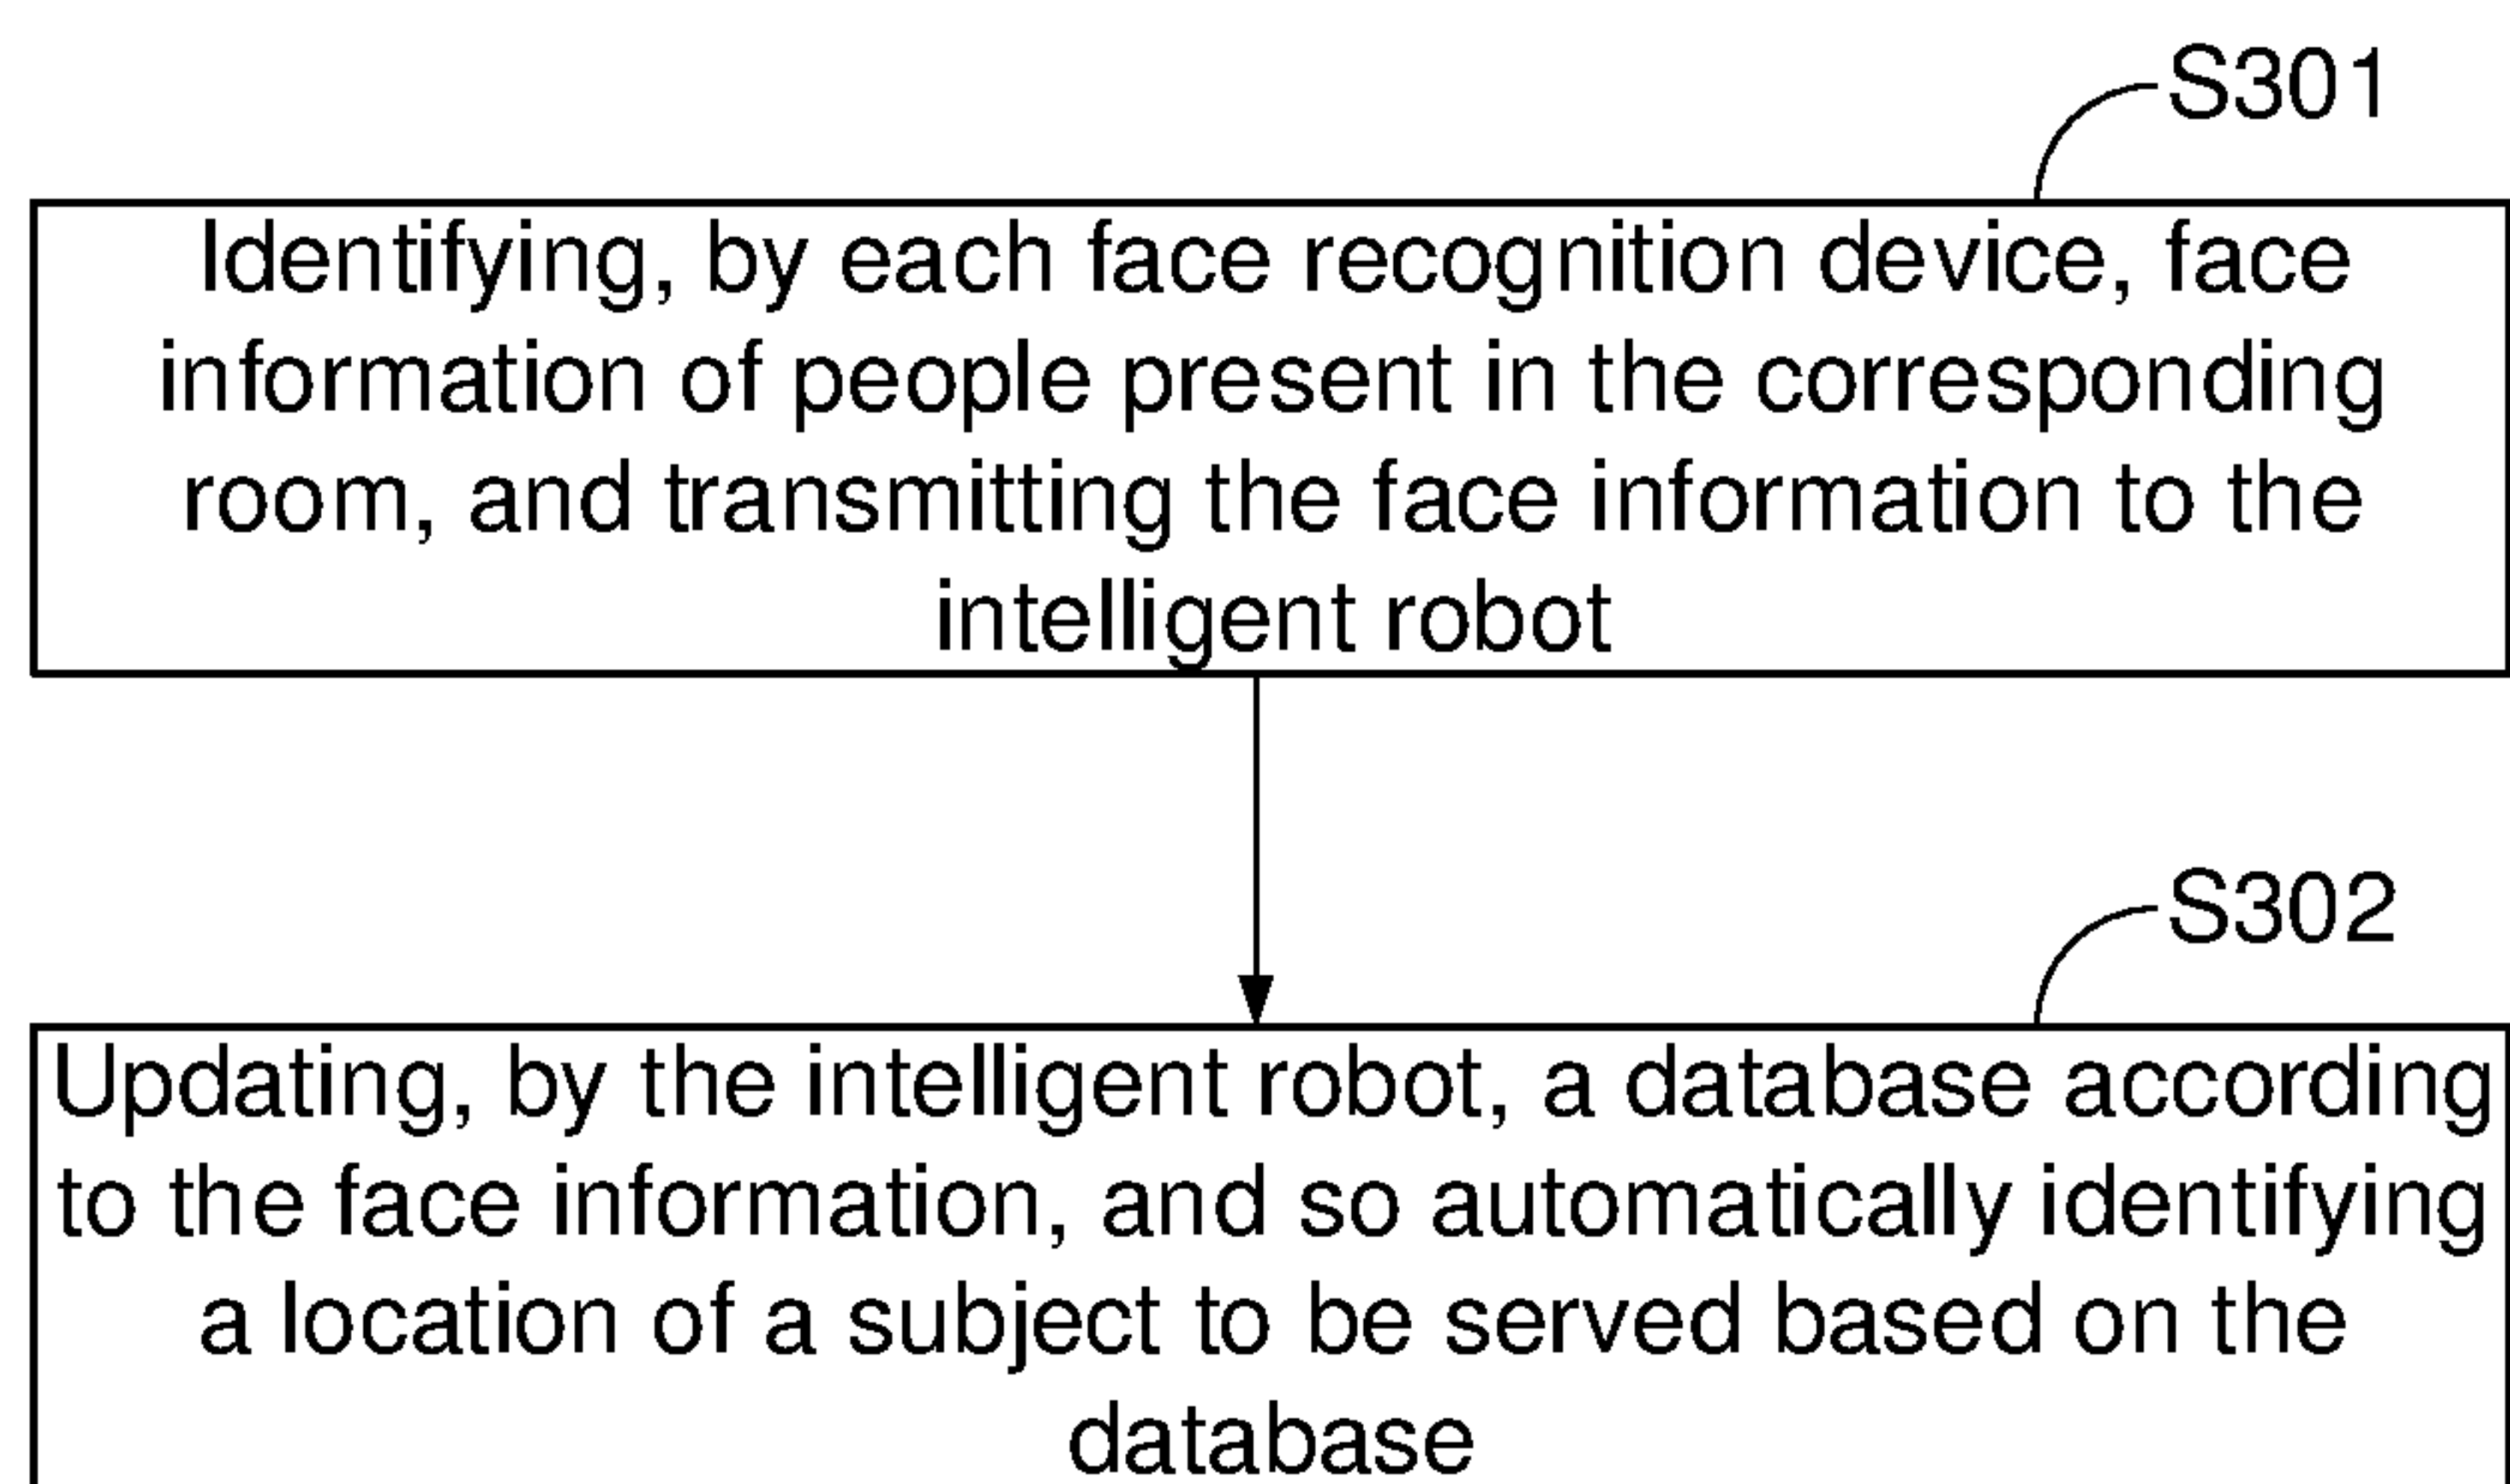 S301
Identifying, by each face recognition device, face
information of people present in the corresponding
room, and transmitting the face information to the
intelligent robot
S302
Updating, by the intelligent robot, a database according
to the face information, and so automatically identifying
a location of a subject to be served based on the
database